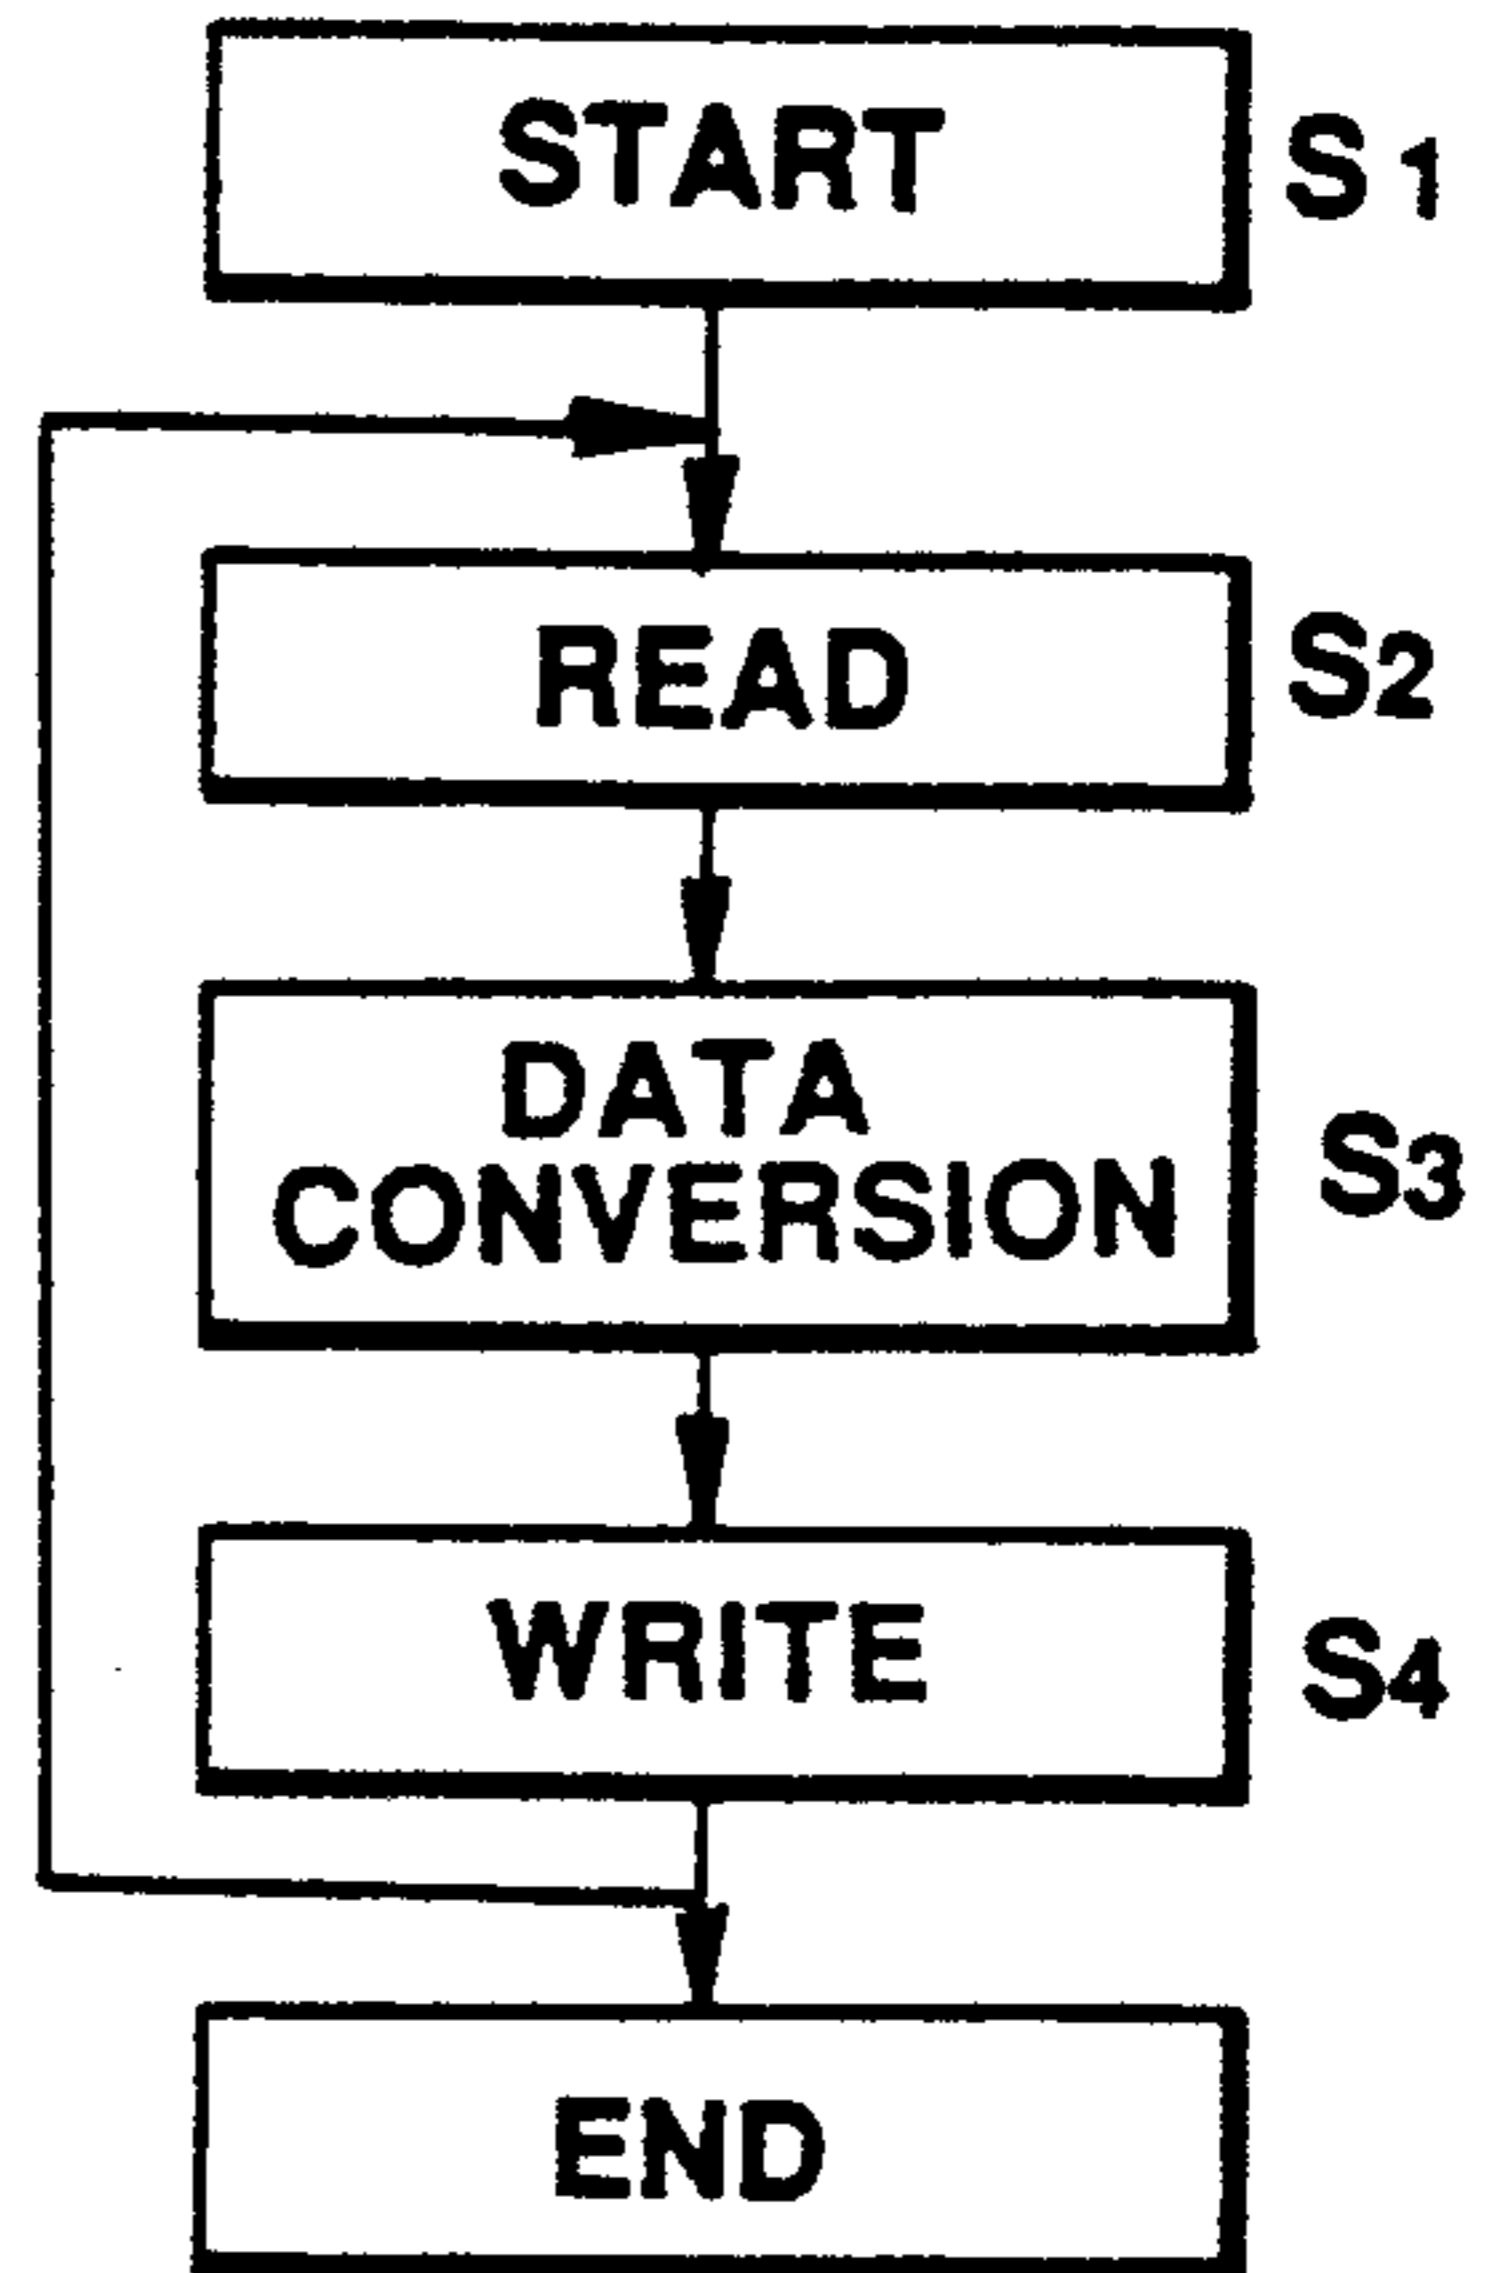 START
S1
READ
S2
DATA
CONVERSION
S3
WRITE
S4
END